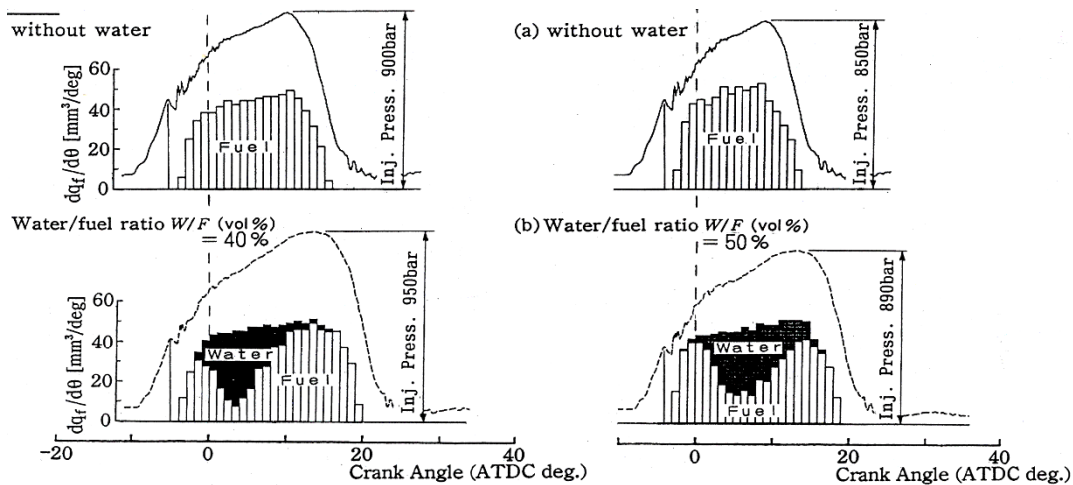 without water
Inj. Press. 900bar
60
40
20
0
dq_f/dθ [mm³/deg]
Fuel
Water/fuel ratio W/F (vol%)
= 40%
Inj. Press. 950bar
60
40
20
0
dq_f/dθ [mm³/deg]
Water
Fuel
-20
0
20
40
Crank Angle (ATDC deg.)
(a) without water
Inj. Press. 850bar
Fuel
(b) Water/fuel ratio W/F (vol%)
= 50%
Inj. Press. 890bar
Water
Fuel
0
20
40
Crank Angle (ATDC deg.)